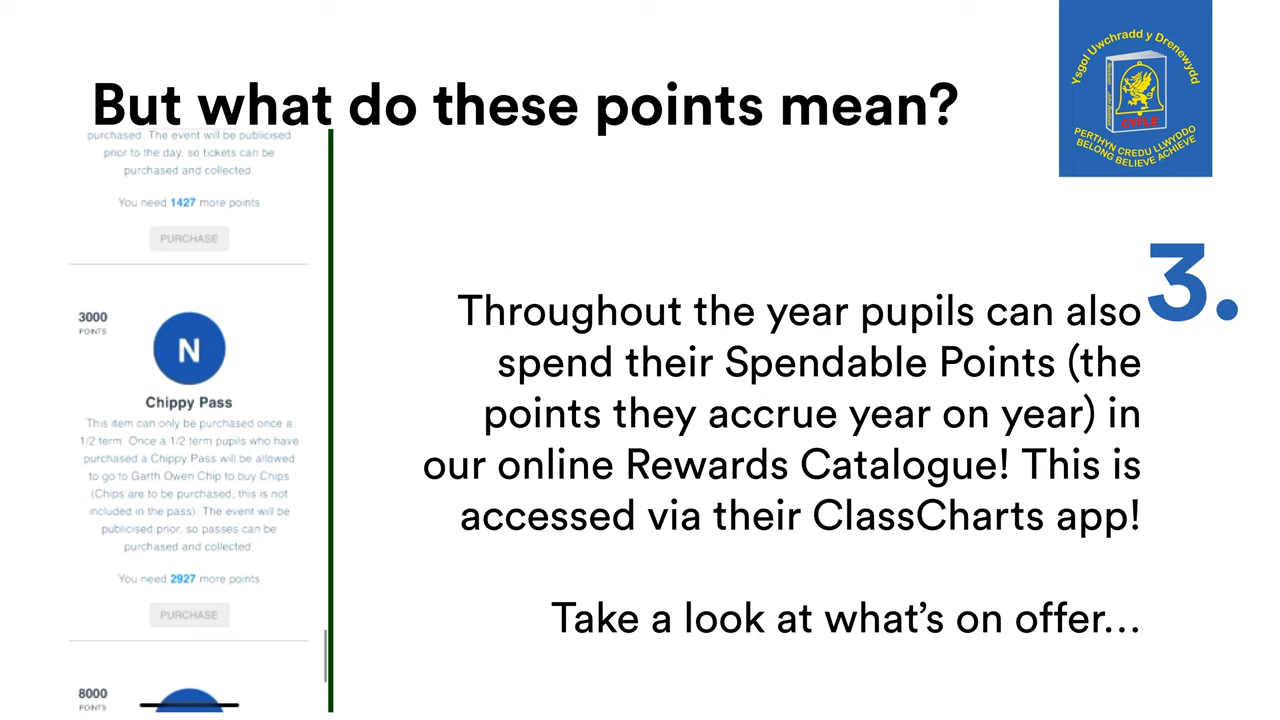 But what do these points mean?
purchased. The event will be publicised
prior to the day, so tickets can be
purchased and collected
You need 1427 more points
PURCHASE
3000
POINTS
N
Chippy Pass
This item can only be purchased once a
1/2 term. Once a 1/2 term pupils who have
purchased a Chippy Pass will be allowed
to go to Garth Owen Chip to buy Chips
(Chips are to be purchased, this is not
included in the pass). The event will be
publicised prior, so passes can be
purchased and collected
You need 2927 more points
PURCHASE
8000
POINTS
Ysgol Uwchradd y Drenewydd
CYFLE
PERTHYN CREDU LLWYDDO
BELONG BELIEVE ACHIEVE
3.
Throughout the year pupils can also
spend their Spendable Points (the
points they accrue year on year) in
our online Rewards Catalogue! This is
accessed via their ClassCharts app!
Take a look at what’s on offer...